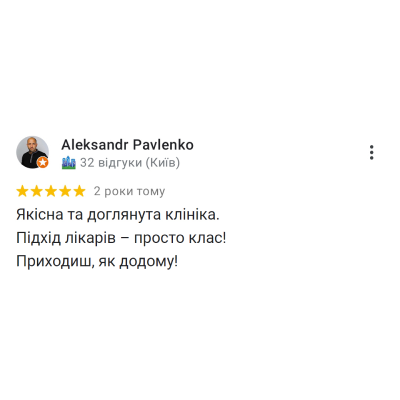 Aleksandr Pavlenko
32 відгуки (Київ)
2 роки тому
Якісна та доглянута клініка.
Підхід лікарів – просто клас!
Приходиш, як додому!